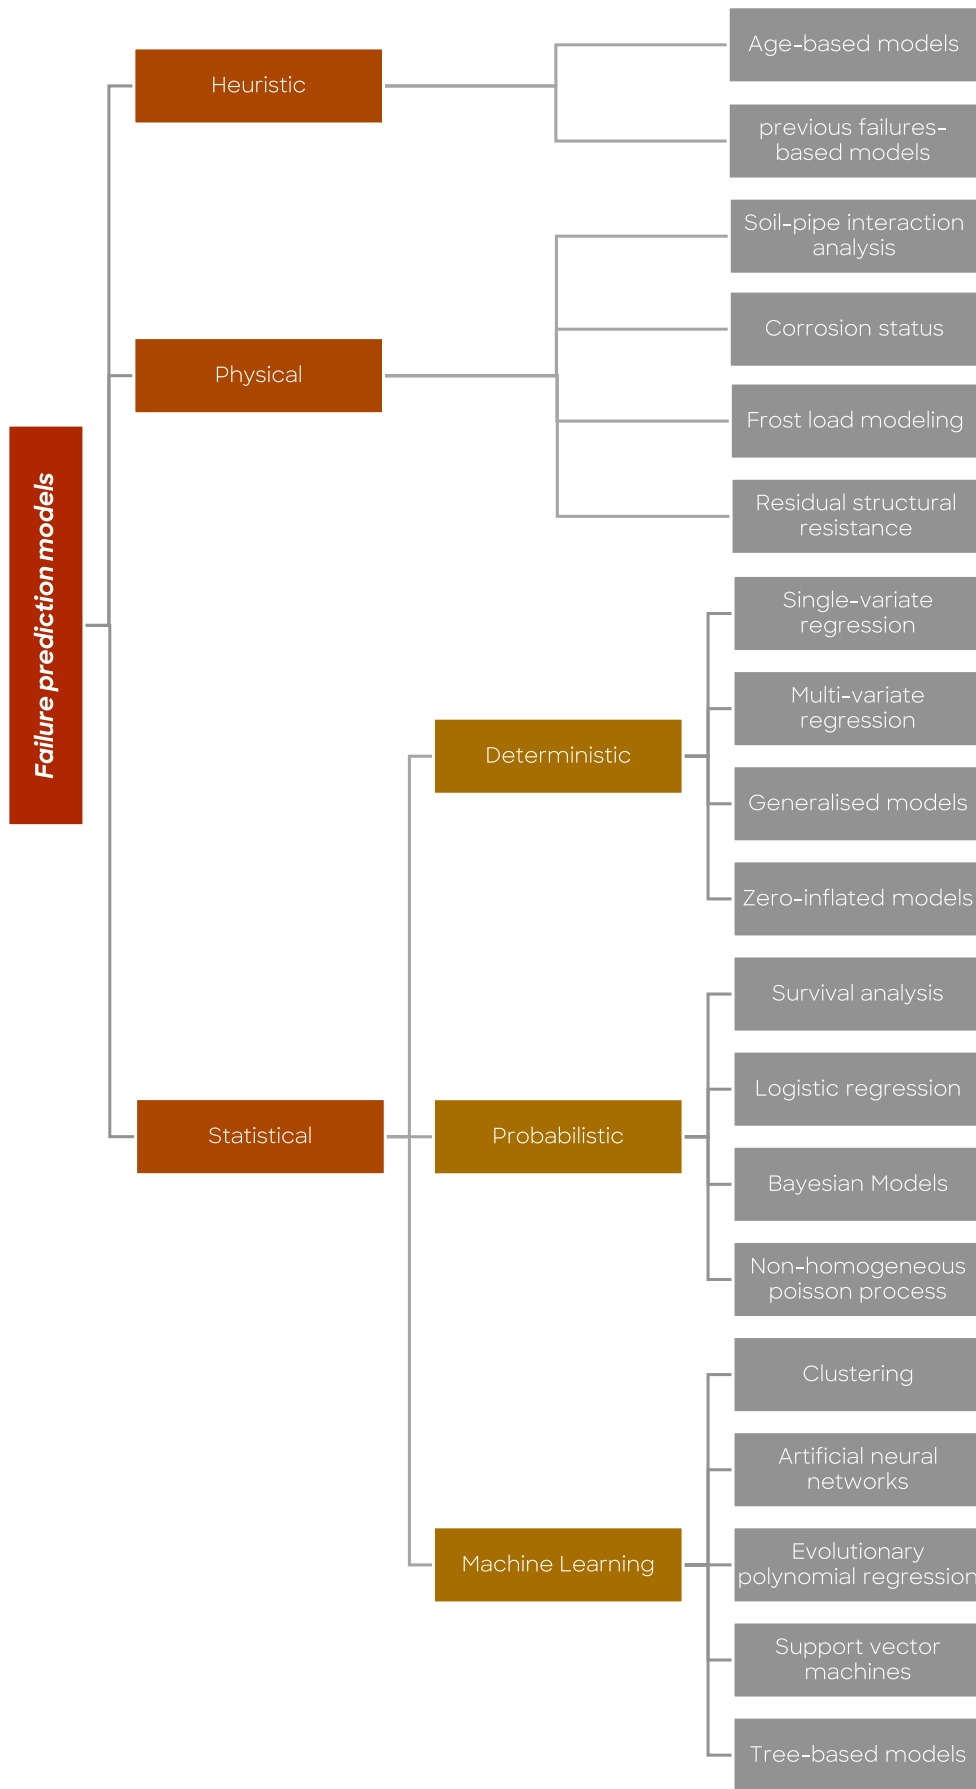 Failure prediction models
Heuristic
Age-based models
previous failures-
based models
Physical
Soil-pipe interaction
analysis
Corrosion status
Frost load modeling
Residual structural
resistance
Statistical
Deterministic
Single-variate
regression
Multi-variate
regression
Generalised models
Zero-inflated models
Probabilistic
Survival analysis
Logistic regression
Bayesian Models
Non-homogeneous
poisson process
Machine Learning
Clustering
Artificial neural
networks
Evolutionary
polynomial regression
Support vector
machines
Tree-based models